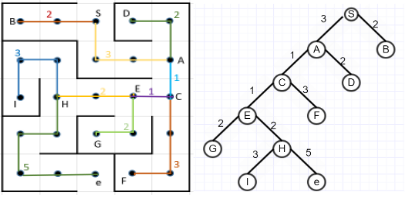 2 S D 2
B
3 3 A
1
I H 2 E 1 C
G 2
5 e F 3
S
3 2
A B
1 2
C D
1 3
E F
2 2
G H
3 5
I e